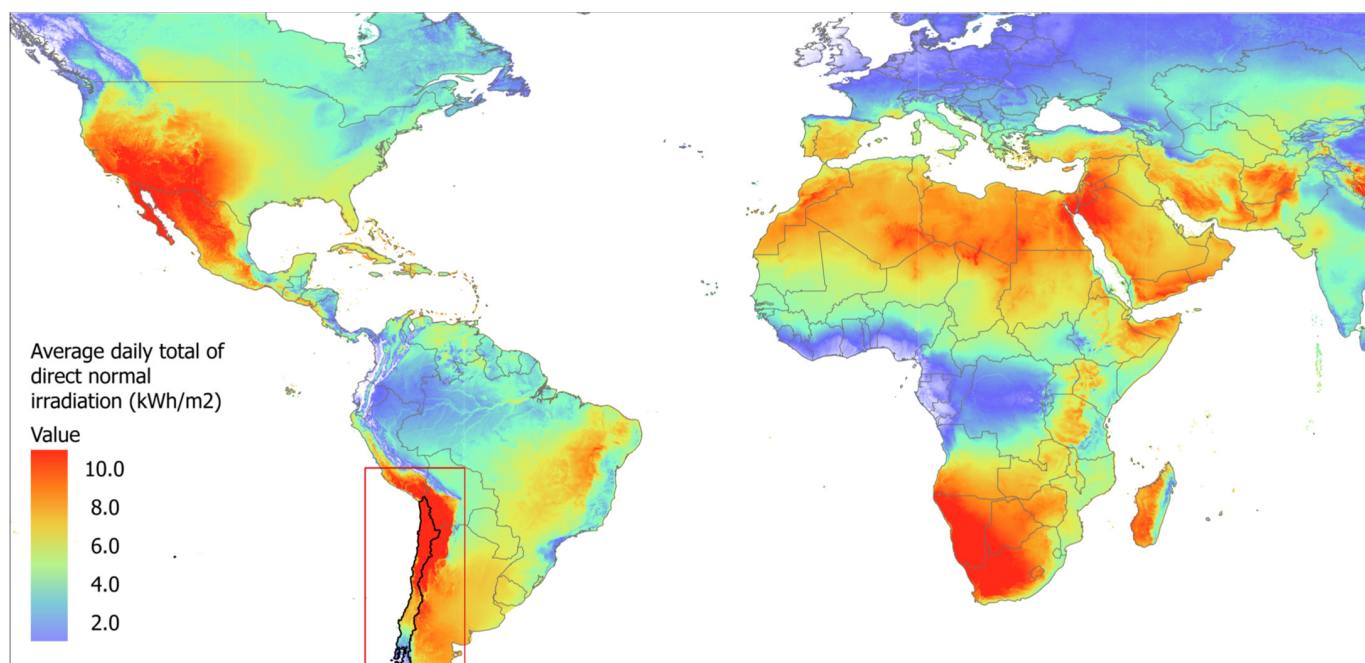 Average daily total of
direct normal
irradiation (kWh/m2)
Value
10.0
8.0
6.0
4.0
2.0